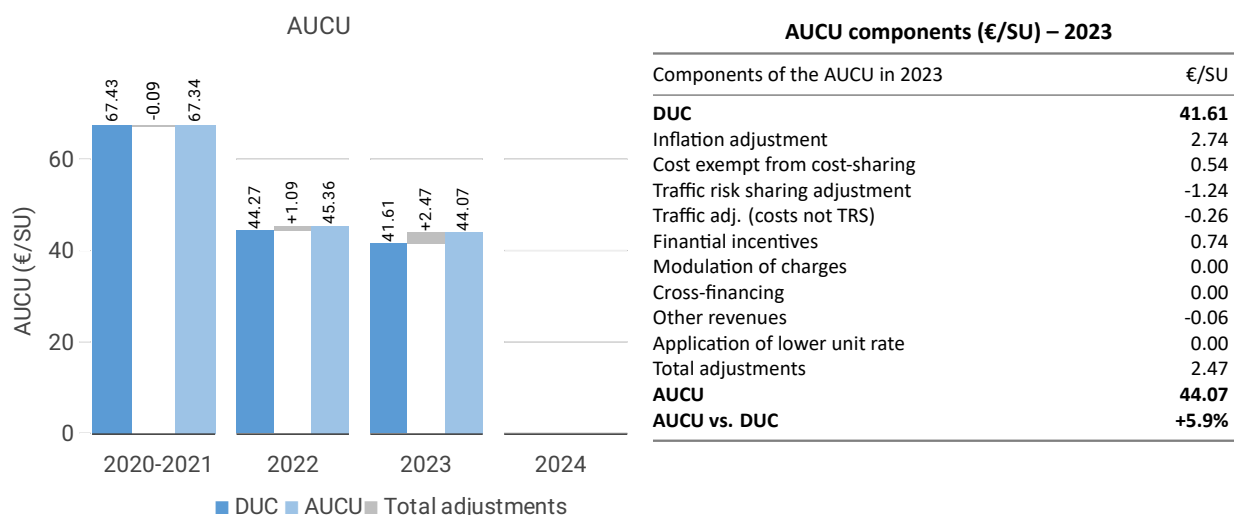 AUCU
AUCU (€/SU)
60
40
20
0
67.43
-0.09
67.34
44.27
+1.09
45.36
41.61
+2.47
44.07
2020-2021
2022
2023
2024
DUC AUCU Total adjustments
AUCU components (€/SU) – 2023
Components of the AUCU in 2023 €/SU
DUC 41.61
Inflation adjustment 2.74
Cost exempt from cost-sharing 0.54
Traffic risk sharing adjustment -1.24
Traffic adj. (costs not TRS) -0.26
Finantial incentives 0.74
Modulation of charges 0.00
Cross-financing 0.00
Other revenues -0.06
Application of lower unit rate 0.00
Total adjustments 2.47
AUCU 44.07
AUCU vs. DUC +5.9%